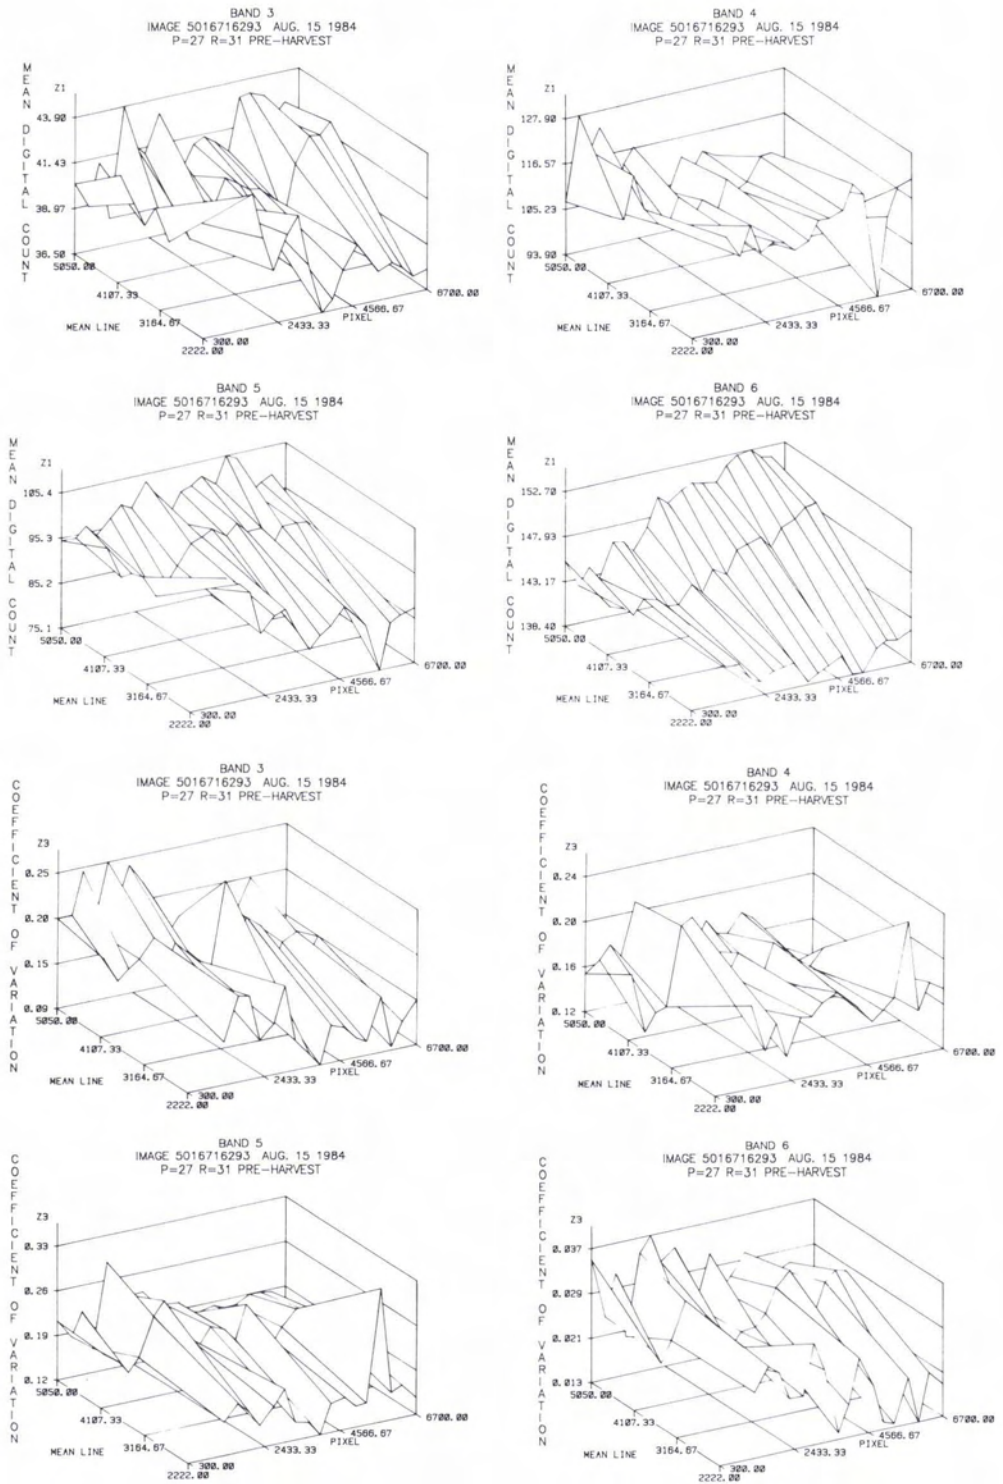 BAND 3
IMAGE 5016716293 AUG. 15 1984
P=27 R=31 PRE-HARVEST
MEAN DIGITAL COUNT
Z1
43.90
41.43
38.97
36.50
5050.00
4107.33
3164.67
MEAN LINE
2222.00
300.00
2433.33
PIXEL
4566.67
6700.00
BAND 4
IMAGE 5016716293 AUG. 15 1984
P=27 R=31 PRE-HARVEST
MEAN DIGITAL COUNT
Z1
127.90
116.57
105.23
93.90
5050.00
4107.33
3164.67
MEAN LINE
2222.00
300.00
2433.33
PIXEL
4566.67
6700.00
BAND 5
IMAGE 5016716293 AUG. 15 1984
P=27 R=31 PRE-HARVEST
MEAN DIGITAL COUNT
Z1
105.4
95.3
85.2
75.1
5050.00
4107.33
3164.67
MEAN LINE
2222.00
300.00
2433.33
PIXEL
4566.67
6700.00
BAND 6
IMAGE 5016716293 AUG. 15 1984
P=27 R=31 PRE-HARVEST
MEAN DIGITAL COUNT
Z1
152.70
147.93
143.17
138.40
5050.00
4107.33
3164.67
MEAN LINE
2222.00
300.00
2433.33
PIXEL
4566.67
6700.00
BAND 3
IMAGE 5016716293 AUG. 15 1984
P=27 R=31 PRE-HARVEST
COEFFICIENT OF VARIATION
Z3
0.25
0.20
0.15
0.09
5050.00
4107.33
3164.67
MEAN LINE
2222.00
300.00
2433.33
PIXEL
4566.67
6700.00
BAND 4
IMAGE 5016716293 AUG. 15 1984
P=27 R=31 PRE-HARVEST
COEFFICIENT OF VARIATION
Z3
0.24
0.20
0.16
0.12
5050.00
4107.33
3164.67
MEAN LINE
2222.00
300.00
2433.33
PIXEL
4566.67
6700.00
BAND 5
IMAGE 5016716293 AUG. 15 1984
P=27 R=31 PRE-HARVEST
COEFFICIENT OF VARIATION
Z3
0.33
0.26
0.19
0.12
5050.00
4107.33
3164.67
MEAN LINE
2222.00
300.00
2433.33
PIXEL
4566.67
6700.00
BAND 6
IMAGE 5016716293 AUG. 15 1984
P=27 R=31 PRE-HARVEST
COEFFICIENT OF VARIATION
Z3
0.037
0.029
0.021
0.013
5050.00
4107.33
3164.67
MEAN LINE
2222.00
300.00
2433.33
PIXEL
4566.67
6700.00